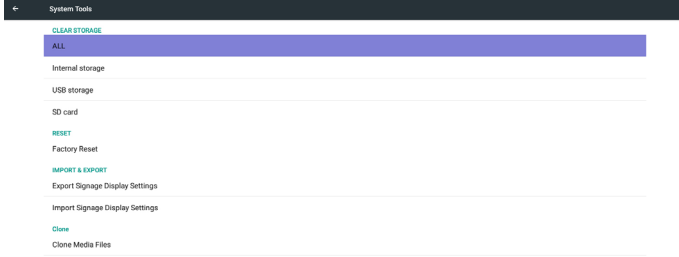 System Tools
CLEAR STORAGE
ALL
Internal storage
USB storage
SD card
RESET
Factory Reset
IMPORT & EXPORT
Export Signage Display Settings
Import Signage Display Settings
Clone
Clone Media Files